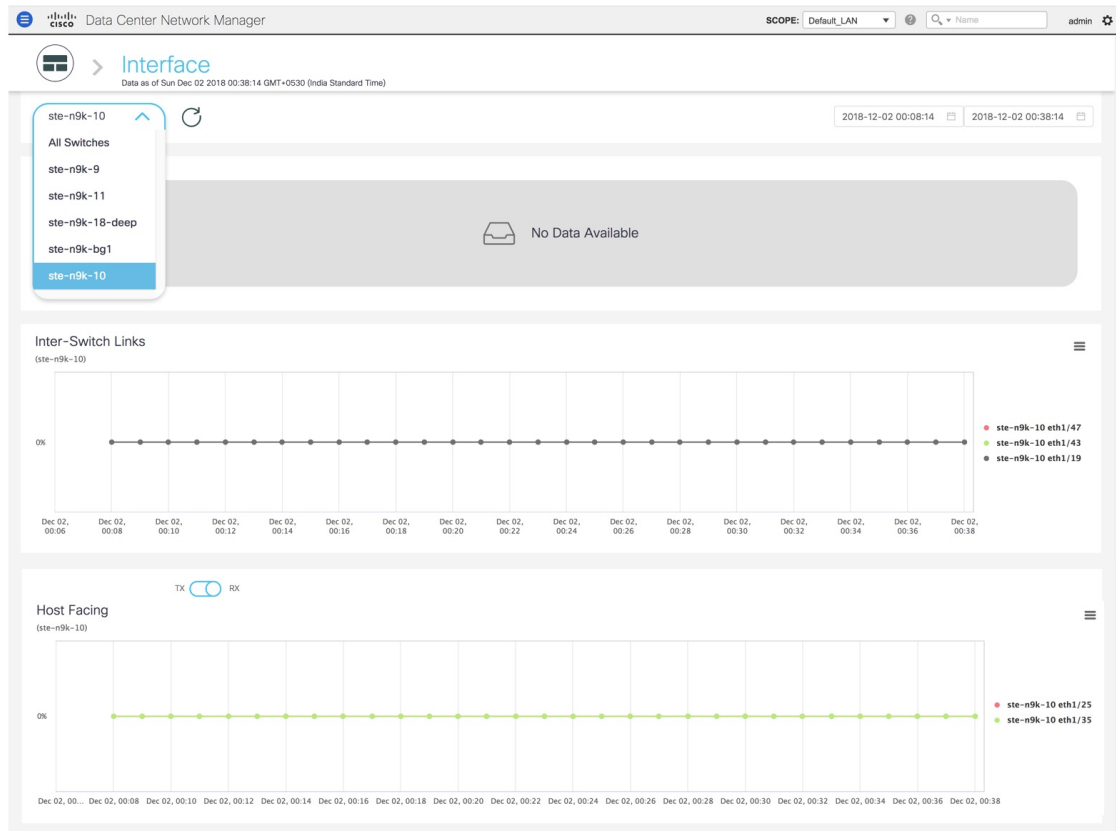 cisco Data Center Network Manager SCOPE: Default_LAN Name admin
Interface
Data as of Sun Dec 02 2018 00:38:14 GMT+0530 (India Standard Time)
ste-n9k-10 2018-12-02 00:08:14 2018-12-02 00:38:14
All Switches
ste-n9k-9
ste-n9k-11
ste-n9k-18-deep
ste-n9k-bg1
ste-n9k-10
No Data Available
Inter-Switch Links
(ste-n9k-10)
0%
ste-n9k-10 eth1/47
ste-n9k-10 eth1/43
ste-n9k-10 eth1/19
Dec 02, Dec 02, Dec 02, Dec 02, Dec 02, Dec 02, Dec 02, Dec 02, Dec 02, Dec 02, Dec 02, Dec 02, Dec 02, Dec 02, Dec 02, Dec 02, Dec 02,
00:06 00:08 00:10 00:12 00:14 00:16 00:18 00:20 00:22 00:24 00:26 00:28 00:30 00:32 00:34 00:36 00:38
TX RX
Host Facing
(ste-n9k-10)
0%
ste-n9k-10 eth1/25
ste-n9k-10 eth1/35
Dec 02, 00... Dec 02, 00:08 Dec 02, 00:10 Dec 02, 00:12 Dec 02, 00:14 Dec 02, 00:16 Dec 02, 00:18 Dec 02, 00:20 Dec 02, 00:22 Dec 02, 00:24 Dec 02, 00:26 Dec 02, 00:28 Dec 02, 00:30 Dec 02, 00:32 Dec 02, 00:34 Dec 02, 00:36 Dec 02, 00:38